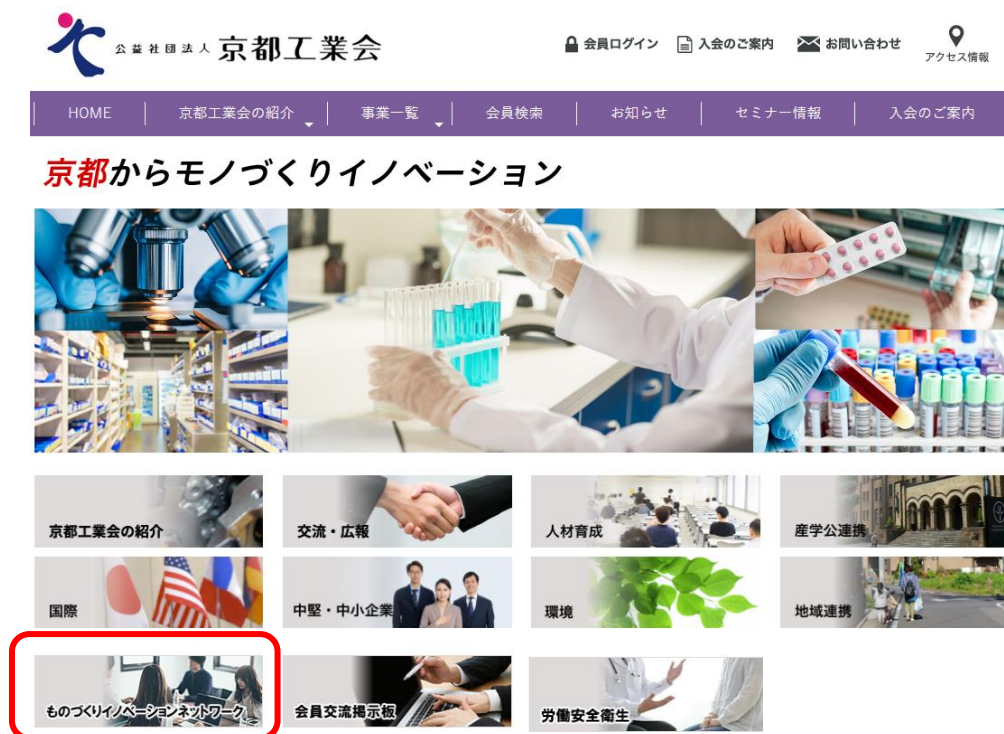 公益社団法人 京都工業会
会員ログイン 入会のご案内 お問い合わせ アクセス情報
HOME 京都工業会の紹介 事業一覧 会員検索 お知らせ セミナー情報 入会のご案内
京都からモノづくりイノベーション
京都工業会の紹介 交流・広報 人材育成 産学公連携
国際 中堅・中小企業 環境 地域連携
ものづくりイノベーションネットワーク 会員交流掲示板 労働安全衛生